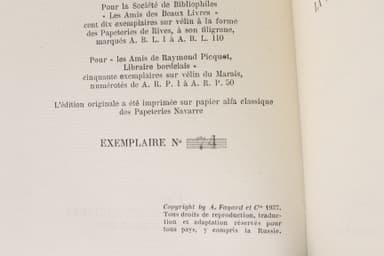 Pour la Société de Bibliophiles
« Les Amis des Beaux Livres »
cent dix exemplaires sur vélin à la forme
des Papeteries de Rives, à son filigrane,
marqués A. B. L. 1 à A. B. L. 110
Pour « les Amis de Raymond Picquot,
Libraire bordelais »
cinquante exemplaires sur vélin du Marais,
numérotés de A. R. P. 1 à A. R. P. 50
L'édition originale a été imprimée sur papier alfa classique
des Papeteries Navarre
EXEMPLAIRE No 74
Copyright by A. Fayard et Cie 1937.
Tous droits de reproduction, traduc-
tion et adaptation réservés pour
tous pays, y compris la Russie.